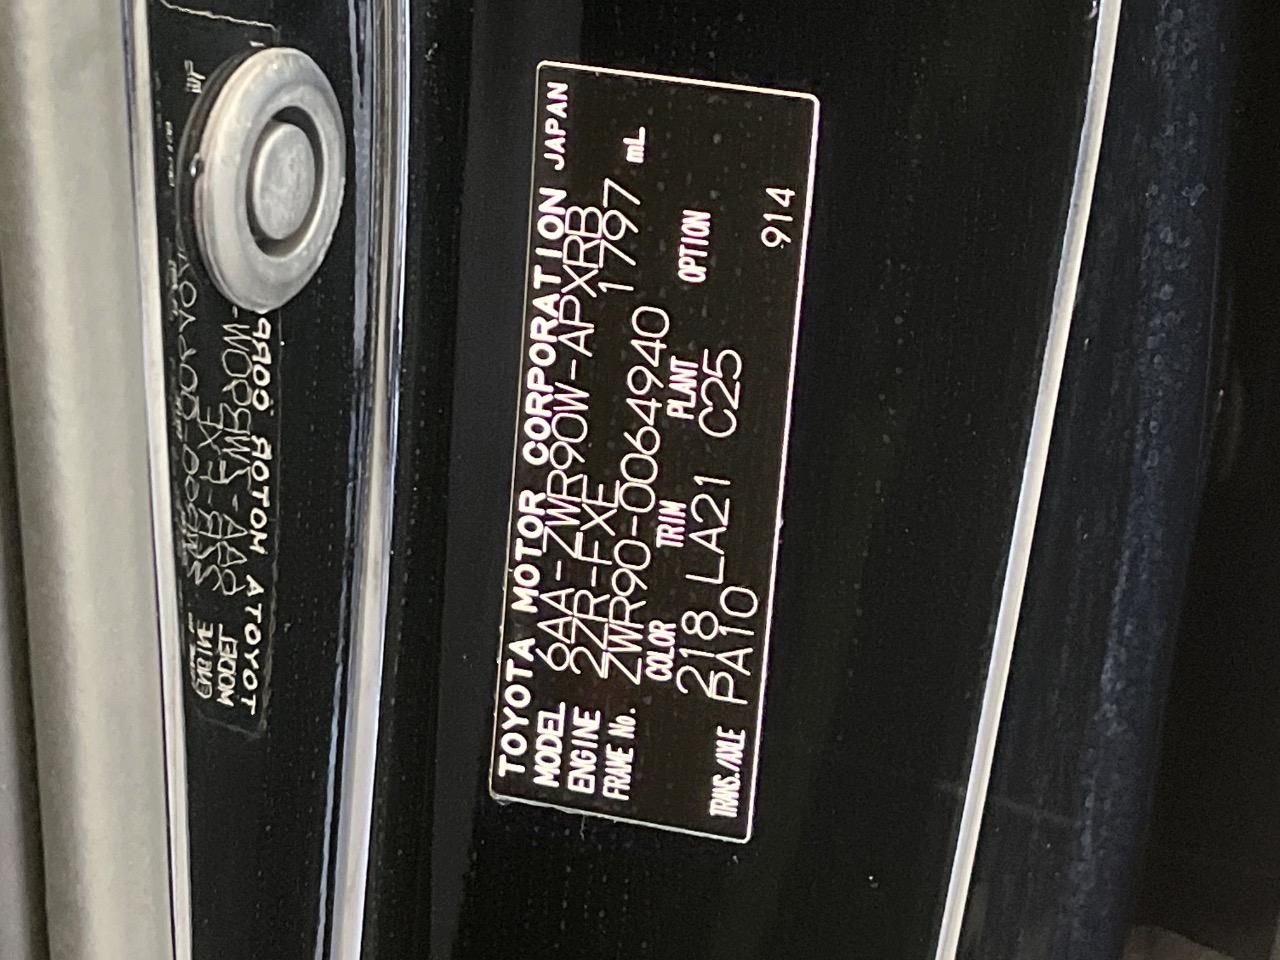 TOYOTA MOTOR CORPORATION JAPAN
MODEL 6AA-ZWR90W-APXRB
ENGINE 2ZR-FXE 1797 mL
FRAME No. ZWR90-0064940
COLOR TRIM PLANT OPTION
218 LA21 C25
TRANS./AXLE PA10 914